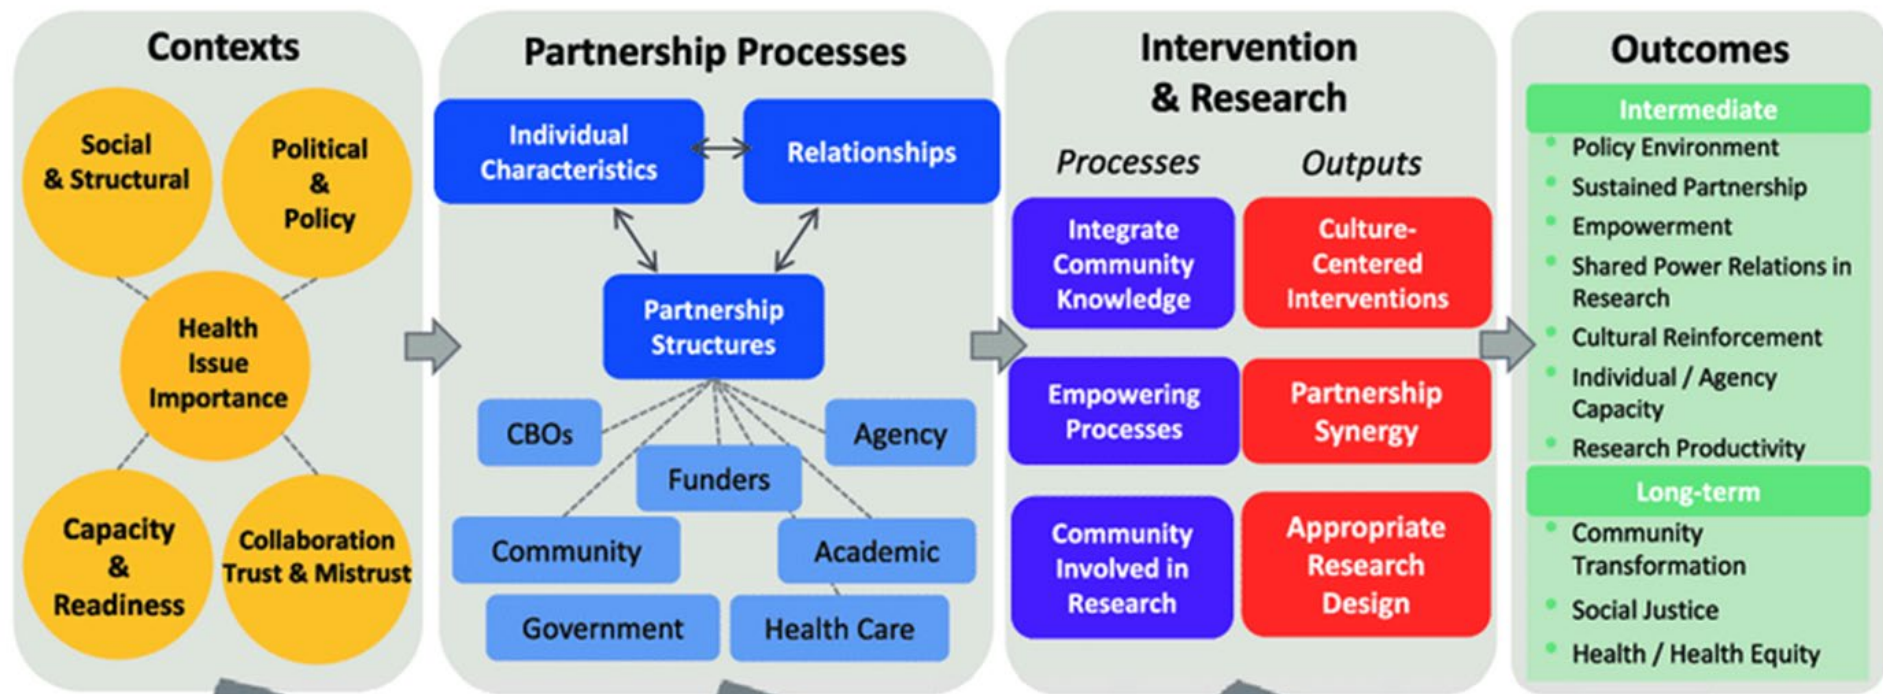 Contexts
Social
& Structural
Political
&
Policy
Health
Issue
Importance
Capacity
&
Readiness
Collaboration
Trust & Mistrust
Partnership Processes
Individual
Characteristics
Relationships
Partnership
Structures
CBOs
Agency
Funders
Community
Academic
Government
Health Care
Intervention
& Research
Processes
Outputs
Integrate
Community
Knowledge
Culture-
Centered
Interventions
Empowering
Processes
Partnership
Synergy
Community
Involved in
Research
Appropriate
Research
Design
Outcomes
Intermediate
• Policy Environment
• Sustained Partnership
• Empowerment
• Shared Power Relations in
Research
• Cultural Reinforcement
• Individual / Agency
Capacity
• Research Productivity
Long-term
• Community
Transformation
• Social Justice
• Health / Health Equity